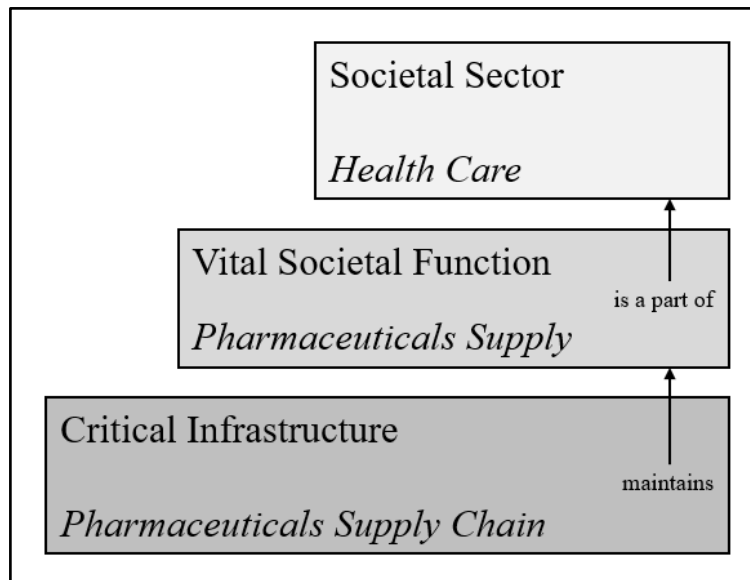 Societal Sector
Health Care
Vital Societal Function
is a part of
Pharmaceuticals Supply
Critical Infrastructure
maintains
Pharmaceuticals Supply Chain